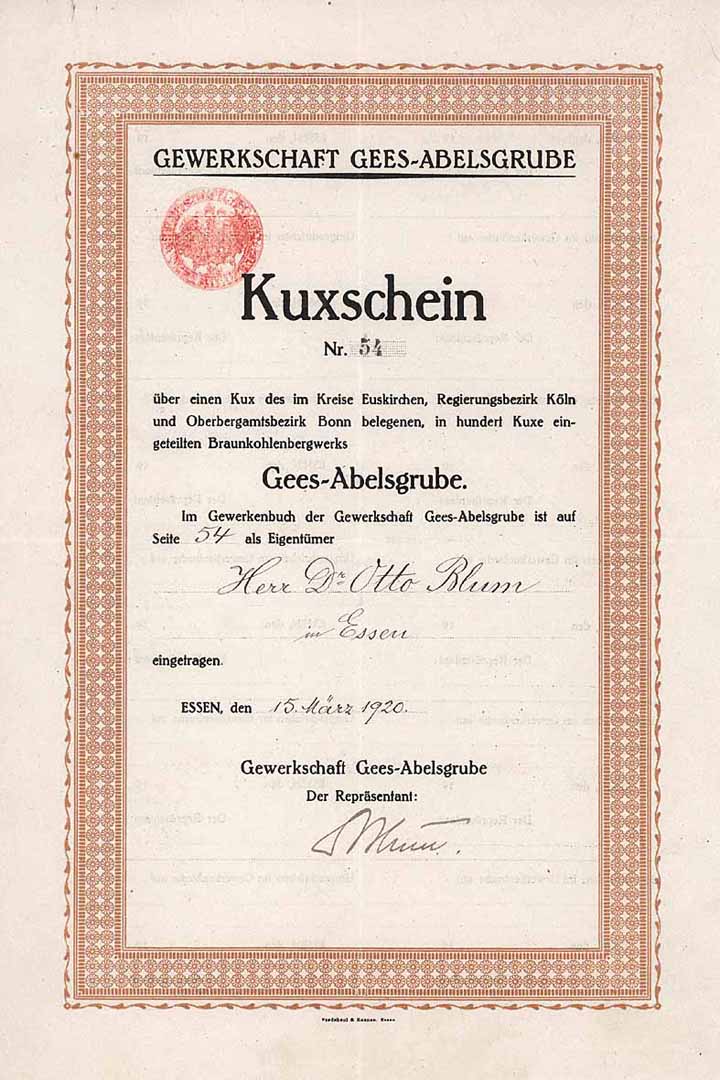 GEWERKSCHAFT GEES-ABELSGRUBE
Kuxschein
Nr. 54
über einen Kux des im Kreise Euskirchen, Regierungsbezirk Köln
und Oberbergamtsbezirk Bonn belegenen, in hundert Kuxe ein-
geteilten Braunkohlenbergwerks
Gees-Abelsgrube.
Im Gewerkenbuch der Gewerkschaft Gees-Abelsgrube ist auf
Seite 54 als Eigentümer
Herr Dr Otto Blum
in Essen
eingetragen.
ESSEN, den 15. März 1920.
Gewerkschaft Gees-Abelsgrube
Der Repräsentant:
Blum.